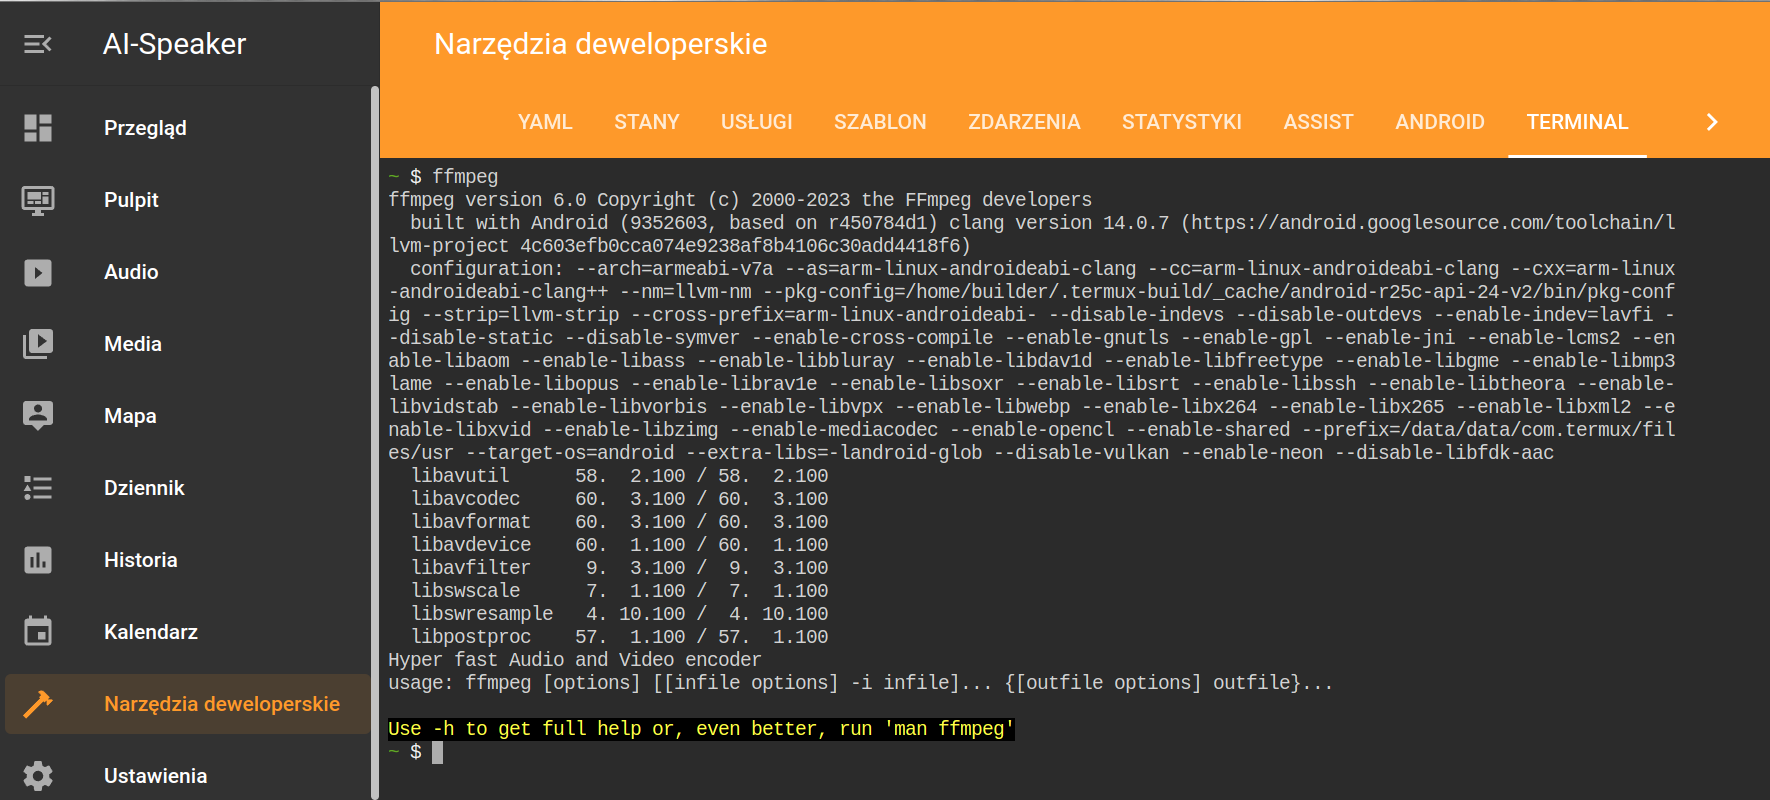 AI-Speaker
Przegląd
Pulpit
Audio
Media
Mapa
Dziennik
Historia
Kalendarz
Narzędzia deweloperskie
Ustawienia
Narzędzia deweloperskie
YAML STANY USŁUGI SZABLON ZDARZENIA STATYSTYKI ASSIST ANDROID TERMINAL
~ $ ffmpeg
ffmpeg version 6.0 Copyright (c) 2000-2023 the FFmpeg developers
  built with Android (9352603, based on r450784d1) clang version 14.0.7 (https://android.googlesource.com/toolchain/l
lvm-project 4c603efb0cca074e9238af8b4106c30add4418f6)
  configuration: --arch=armeabi-v7a --as=arm-linux-androideabi-clang --cc=arm-linux-androideabi-clang --cxx=arm-linux
-androideabi-clang++ --nm=llvm-nm --pkg-config=/home/builder/.termux-build/_cache/android-r25c-api-24-v2/bin/pkg-conf
ig --strip=llvm-strip --cross-prefix=arm-linux-androideabi- --disable-indevs --disable-outdevs --enable-indev=lavfi -
-disable-static --disable-symver --enable-cross-compile --enable-gnutls --enable-gpl --enable-jni --enable-lcms2 --en
able-libaom --enable-libass --enable-libbluray --enable-libdav1d --enable-libfreetype --enable-libgme --enable-libmp3
lame --enable-libopus --enable-librav1e --enable-libsoxr --enable-libsrt --enable-libssh --enable-libtheora --enable-
libvidstab --enable-libvorbis --enable-libvpx --enable-libwebp --enable-libx264 --enable-libx265 --enable-libxml2 --e
nable-libxvid --enable-libzimg --enable-mediacodec --enable-opencl --enable-shared --prefix=/data/data/com.termux/fil
es/usr --target-os=android --extra-libs=-landroid-glob --disable-vulkan --enable-neon --disable-libfdk-aac
  libavutil      58.  2.100 / 58.  2.100
  libavcodec     60.  3.100 / 60.  3.100
  libavformat    60.  3.100 / 60.  3.100
  libavdevice    60.  1.100 / 60.  1.100
  libavfilter     9.  3.100 /  9.  3.100
  libswscale      7.  1.100 /  7.  1.100
  libswresample   4. 10.100 /  4. 10.100
  libpostproc    57.  1.100 / 57.  1.100
Hyper fast Audio and Video encoder
usage: ffmpeg [options] [[infile options] -i infile]... {[outfile options] outfile}...
Use -h to get full help or, even better, run 'man ffmpeg'
~ $